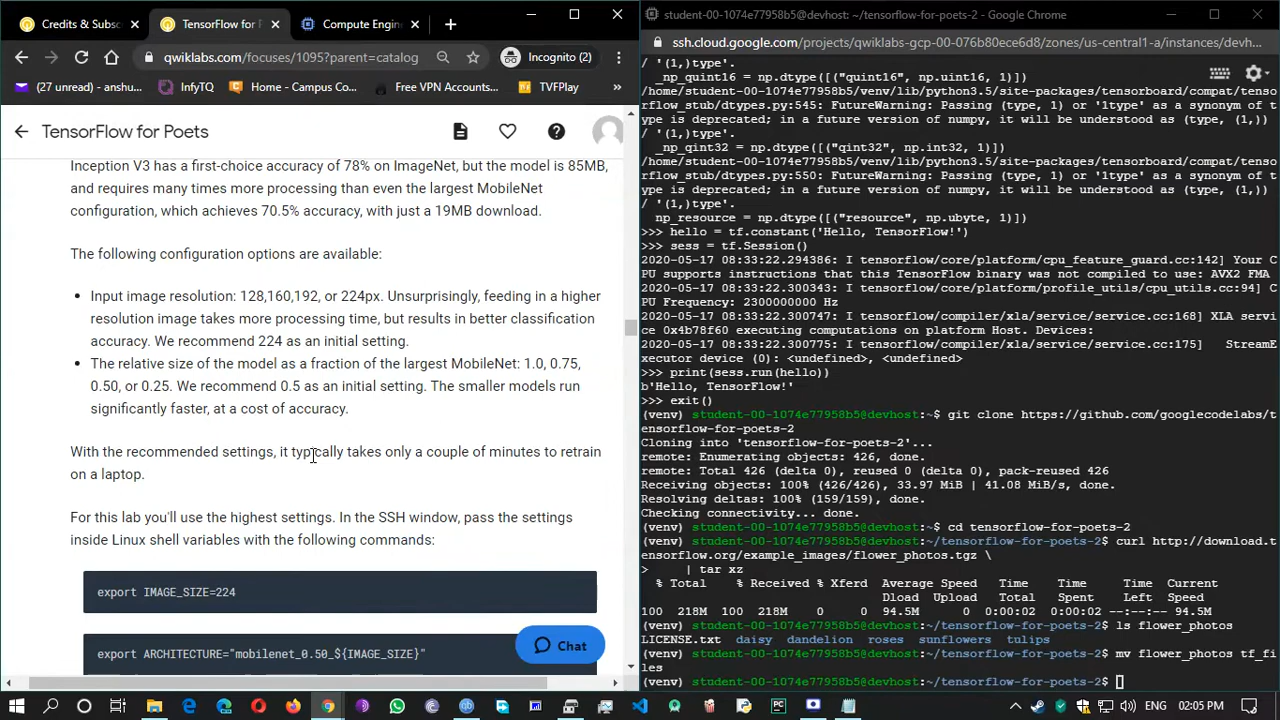 Credits & Subsc
TensorFlow for P
Compute Engin
qwiklabs.com/focuses/1095?parent=catalog
Incognito (2)
(27 unread) - anshu...
InfyTQ
Home - Campus Co...
Free VPN Accounts...
TVFPlay
TensorFlow for Poets
Inception V3 has a first-choice accuracy of 78% on ImageNet, but the model is 85MB,
and requires many times more processing than even the largest MobileNet
configuration, which achieves 70.5% accuracy, with just a 19MB download.
The following configuration options are available:
Input image resolution: 128,160,192, or 224px. Unsurprisingly, feeding in a higher
resolution image takes more processing time, but results in better classification
accuracy. We recommend 224 as an initial setting.
The relative size of the model as a fraction of the largest MobileNet: 1.0, 0.75,
0.50, or 0.25. We recommend 0.5 as an initial setting. The smaller models run
significantly faster, at a cost of accuracy.
With the recommended settings, it typically takes only a couple of minutes to retrain
on a laptop.
For this lab you'll use the highest settings. In the SSH window, pass the settings
inside Linux shell variables with the following commands:
export IMAGE_SIZE=224
export ARCHITECTURE="mobilenet_0.50_${IMAGE_SIZE}"
Chat
student-00-1074e77958b5@devhost: ~/tensorflow-for-poets-2 - Google Chrome
ssh.cloud.google.com/projects/qwiklabs-gcp-00-076b80ece6d8/zones/us-central1-a/instances/devh...
/ '(1,)type'.
_np_quint16 = np.dtype([("quint16", np.uint16, 1)])
/home/student-00-1074e77958b5/venv/lib/python3.5/site-packages/tensorboard/compat/tenso
rflow_stub/dtypes.py:545: FutureWarning: Passing (type, 1) or '1type' as a synonym of t
ype is deprecated; in a future version of numpy, it will be understood as (type, (1,))
/ '(1,)type'.
_np_qint32 = np.dtype([("qint32", np.int32, 1)])
/home/student-00-1074e77958b5/venv/lib/python3.5/site-packages/tensorboard/compat/tenso
rflow_stub/dtypes.py:550: FutureWarning: Passing (type, 1) or '1type' as a synonym of t
ype is deprecated; in a future version of numpy, it will be understood as (type, (1,))
/ '(1,)type'.
np_resource = np.dtype([("resource", np.ubyte, 1)])
>>> hello = tf.constant('Hello, TensorFlow!')
>>> sess = tf.Session()
2020-05-17 08:33:22.294386: I tensorflow/core/platform/cpu_feature_guard.cc:142] Your C
PU supports instructions that this TensorFlow binary was not compiled to use: AVX2 FMA
2020-05-17 08:33:22.300343: I tensorflow/core/platform/profile_utils/cpu_utils.cc:94] C
PU Frequency: 2300000000 Hz
2020-05-17 08:33:22.300747: I tensorflow/compiler/xla/service/service.cc:168] XLA servi
ce 0x4b78f60 executing computations on platform Host. Devices:
2020-05-17 08:33:22.300775: I tensorflow/compiler/xla/service/service.cc:175]   StreamE
xecutor device (0): <undefined>, <undefined>
>>> print(sess.run(hello))
b'Hello, TensorFlow!'
>>> exit()
(venv) student-00-1074e77958b5@devhost:~$ git clone https://github.com/googlecodelabs/t
ensorflow-for-poets-2
Cloning into 'tensorflow-for-poets-2'...
remote: Enumerating objects: 426, done.
remote: Total 426 (delta 0), reused 0 (delta 0), pack-reused 426
Receiving objects: 100% (426/426), 33.97 MiB | 41.08 MiB/s, done.
Resolving deltas: 100% (159/159), done.
Checking connectivity... done.
(venv) student-00-1074e77958b5@devhost:~$ cd tensorflow-for-poets-2
(venv) student-00-1074e77958b5@devhost:~/tensorflow-for-poets-2$ curl http://download.t
ensorflow.org/example_images/flower_photos.tgz \
>     | tar xz
% Total    % Received % Xferd  Average Speed   Time    Time     Time  Current
Dload  Upload   Total   Spent    Left  Speed
100  218M  100  218M    0     0  94.5M      0  0:00:02  0:00:02 --:--:-- 94.5M
(venv) student-00-1074e77958b5@devhost:~/tensorflow-for-poets-2$ ls flower_photos
LICENSE.txt  daisy  dandelion  roses  sunflowers  tulips
(venv) student-00-1074e77958b5@devhost:~/tensorflow-for-poets-2$ mv flower_photos tf_fi
les
(venv) student-00-1074e77958b5@devhost:~/tensorflow-for-poets-2$
02:05 PM
ENG